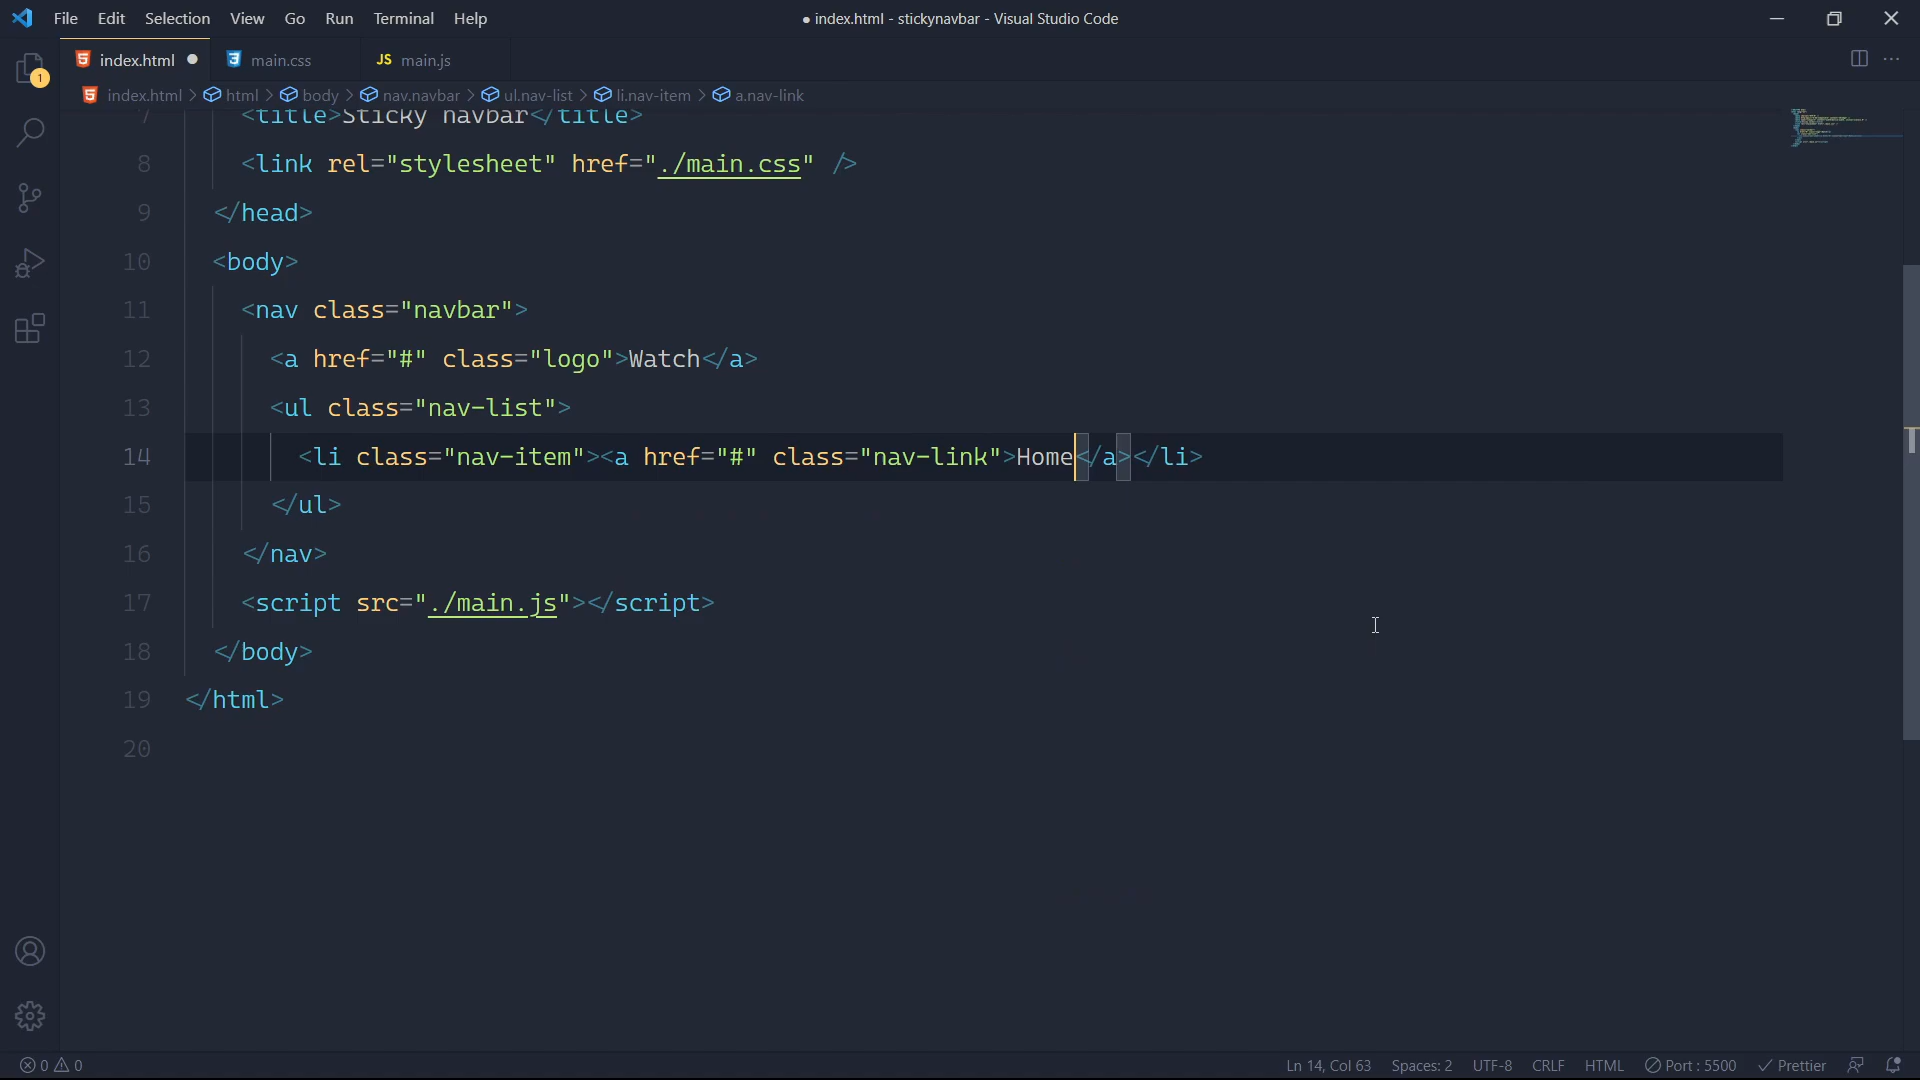 File Edit Selection View Go Run Terminal Help
● index.html - stickynavbar - Visual Studio Code
index.html ● main.css JS main.js
1
index.html > html > body > nav.navbar > ul.nav-list > li.nav-item > a.nav-link
7 <title>Sticky navbar</title>
8 <link rel="stylesheet" href="./main.css" />
9 </head>
10 <body>
11 <nav class="navbar">
12 <a href="#" class="logo">Watch</a>
13 <ul class="nav-list">
14 <li class="nav-item"><a href="#" class="nav-link">Home</a></li>
15 </ul>
16 </nav>
17 <script src="./main.js"></script>
18 </body>
19 </html>
20
0 0 Ln 14, Col 63 Spaces: 2 UTF-8 CRLF HTML Port : 5500 Prettier